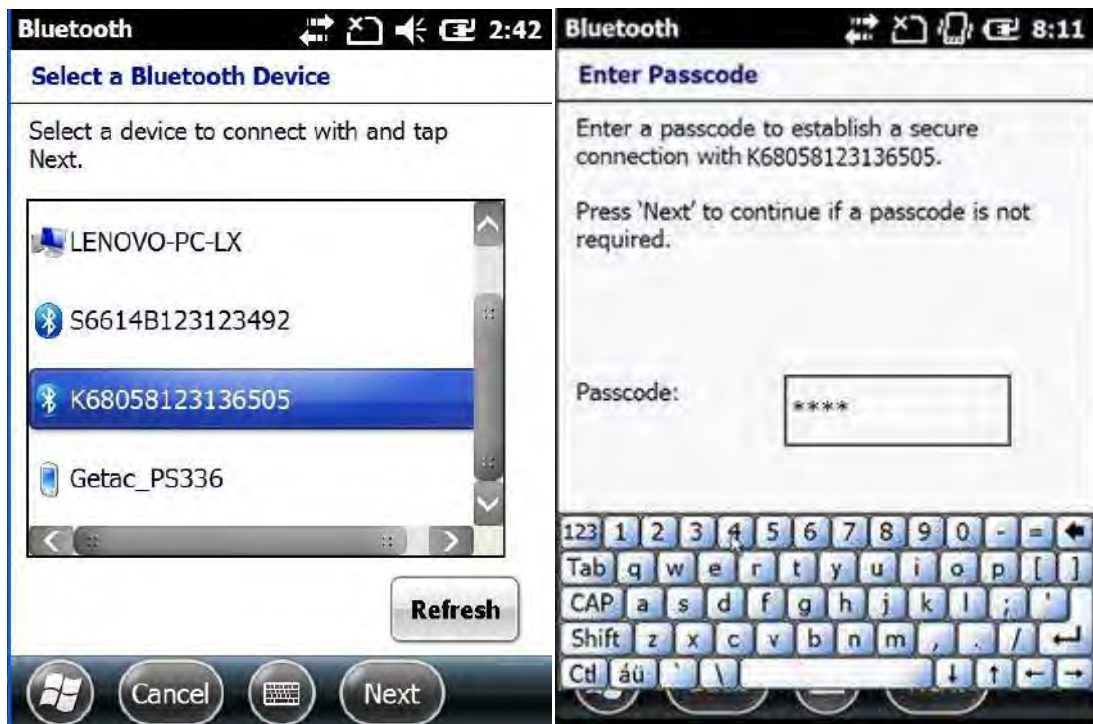 Bluetooth 2:42
Select a Bluetooth Device
Select a device to connect with and tap
Next.
LENOVO-PC-LX
S6614B123123492
K68058123136505
Getac_PS336
Refresh
Cancel Next
Bluetooth 8:11
Enter Passcode
Enter a passcode to establish a secure
connection with K68058123136505.
Press 'Next' to continue if a passcode is not
required.
Passcode: ****
123 1 2 3 4 5 6 7 8 9 0 - =
Tab q w e r t y u i o p [ ]
CAP a s d f g h j k l ; '
Shift z x c v b n m , . /
Ctl áü ` \